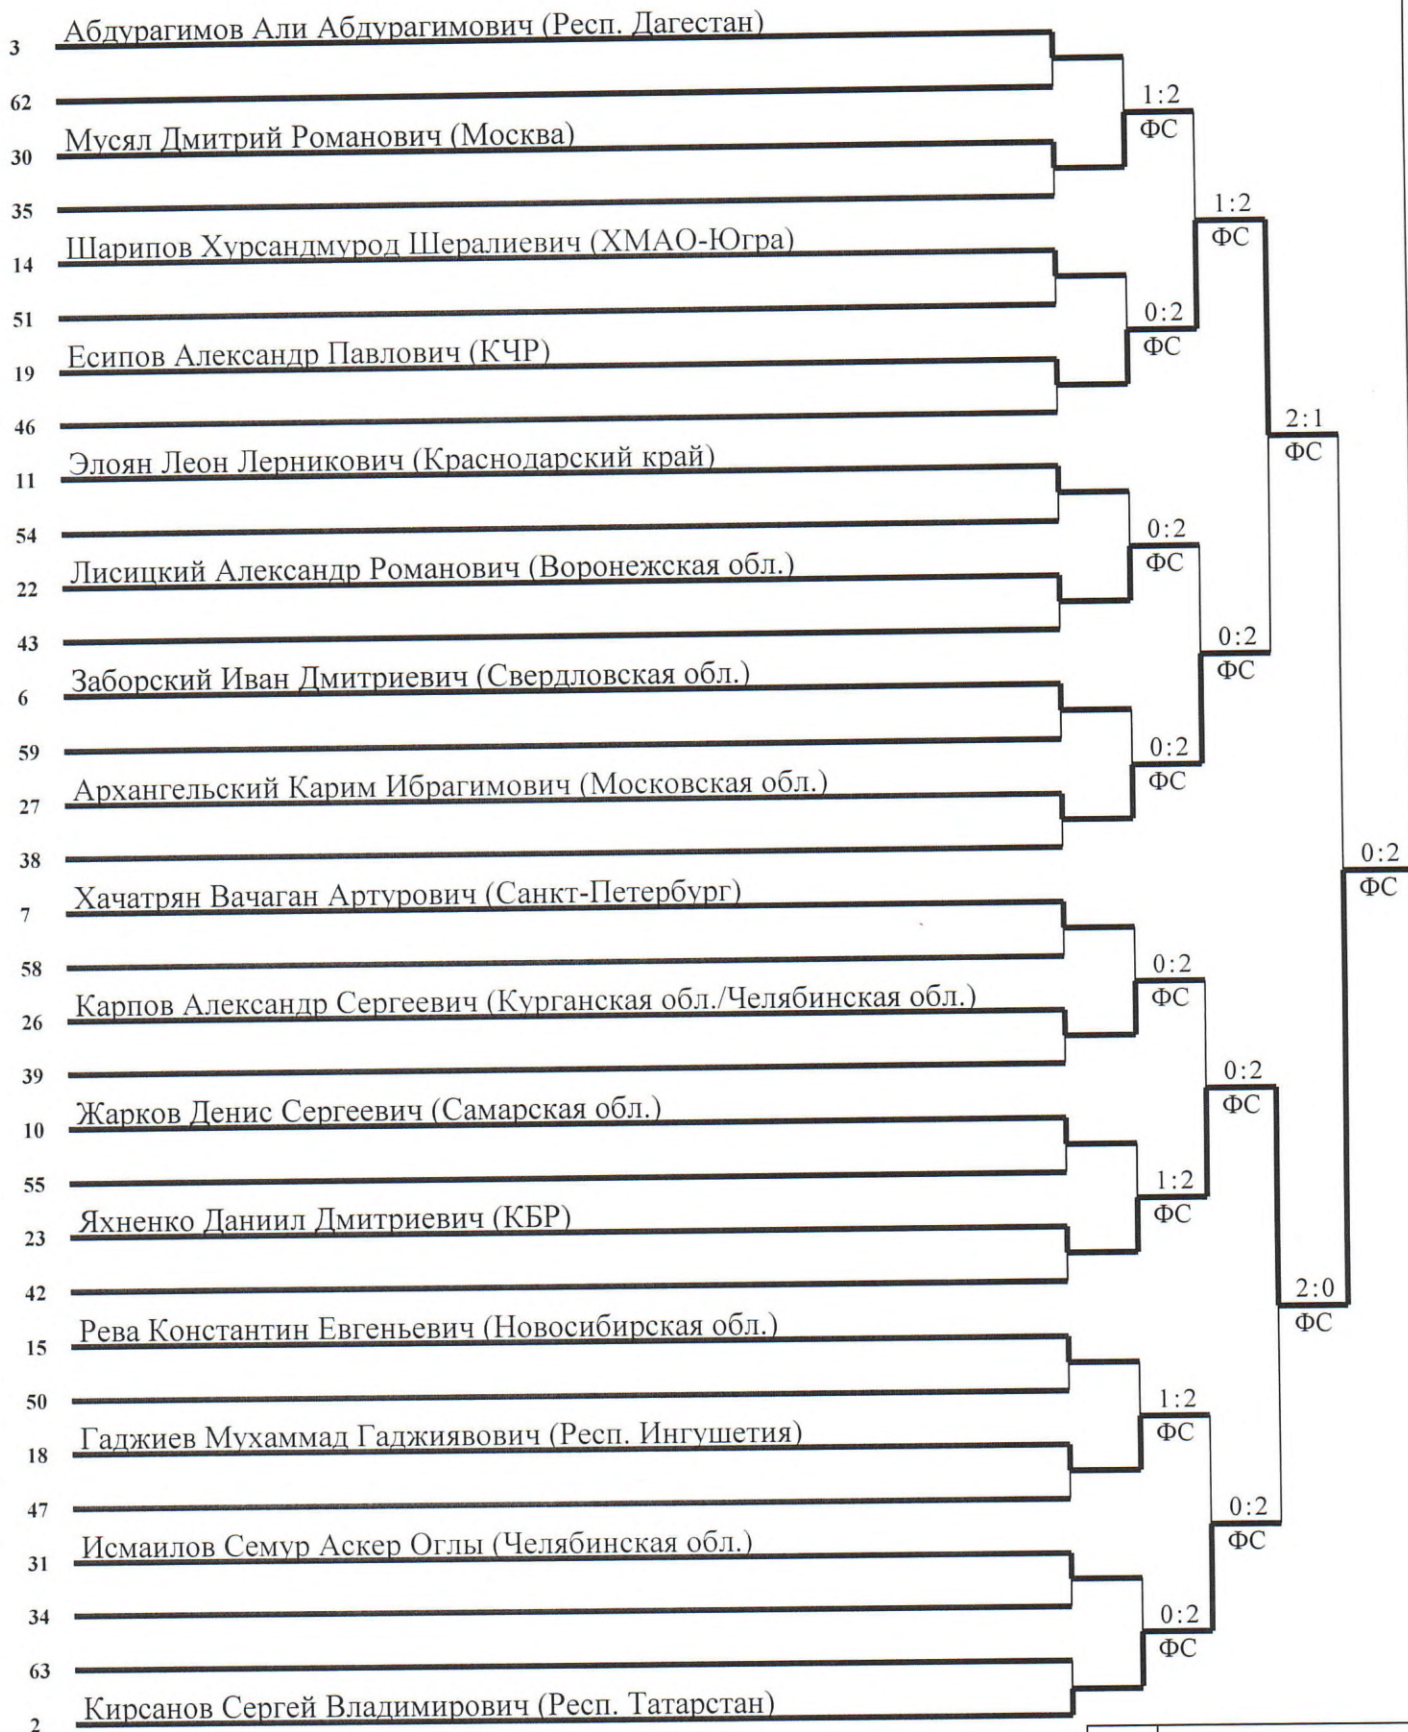 3 Абдурагимов Али Абдурагимович (Респ. Дагестан)
62
1:2
ФС
30 Мусял Дмитрий Романович (Москва)
35
1:2
ФС
14 Шарипов Хурсандмурод Шералиевич (ХМАО-Югра)
51
0:2
ФС
19 Есипов Александр Павлович (КЧР)
46
2:1
ФС
11 Элоян Леон Лерникович (Краснодарский край)
54
0:2
ФС
22 Лисицкий Александр Романович (Воронежская обл.)
43
0:2
ФС
6 Заборский Иван Дмитриевич (Свердловская обл.)
59
0:2
ФС
27 Архангельский Карим Ибрагимович (Московская обл.)
38
0:2
ФС
7 Хачатрян Вачаган Артурович (Санкт-Петербург)
58
0:2
ФС
26 Карпов Александр Сергеевич (Курганская обл./Челябинская обл.)
39
0:2
ФС
10 Жарков Денис Сергеевич (Самарская обл.)
55
1:2
ФС
23 Яхненко Даниил Дмитриевич (КБР)
42
2:0
ФС
15 Рева Константин Евгеньевич (Новосибирская обл.)
50
1:2
ФС
18 Гаджиев Мухаммад Гаджиявович (Респ. Ингушетия)
47
0:2
ФС
31 Исмаилов Семур Аскер Оглы (Челябинская обл.)
34
0:2
ФС
63
2 Кирсанов Сергей Владимирович (Респ. Татарстан)